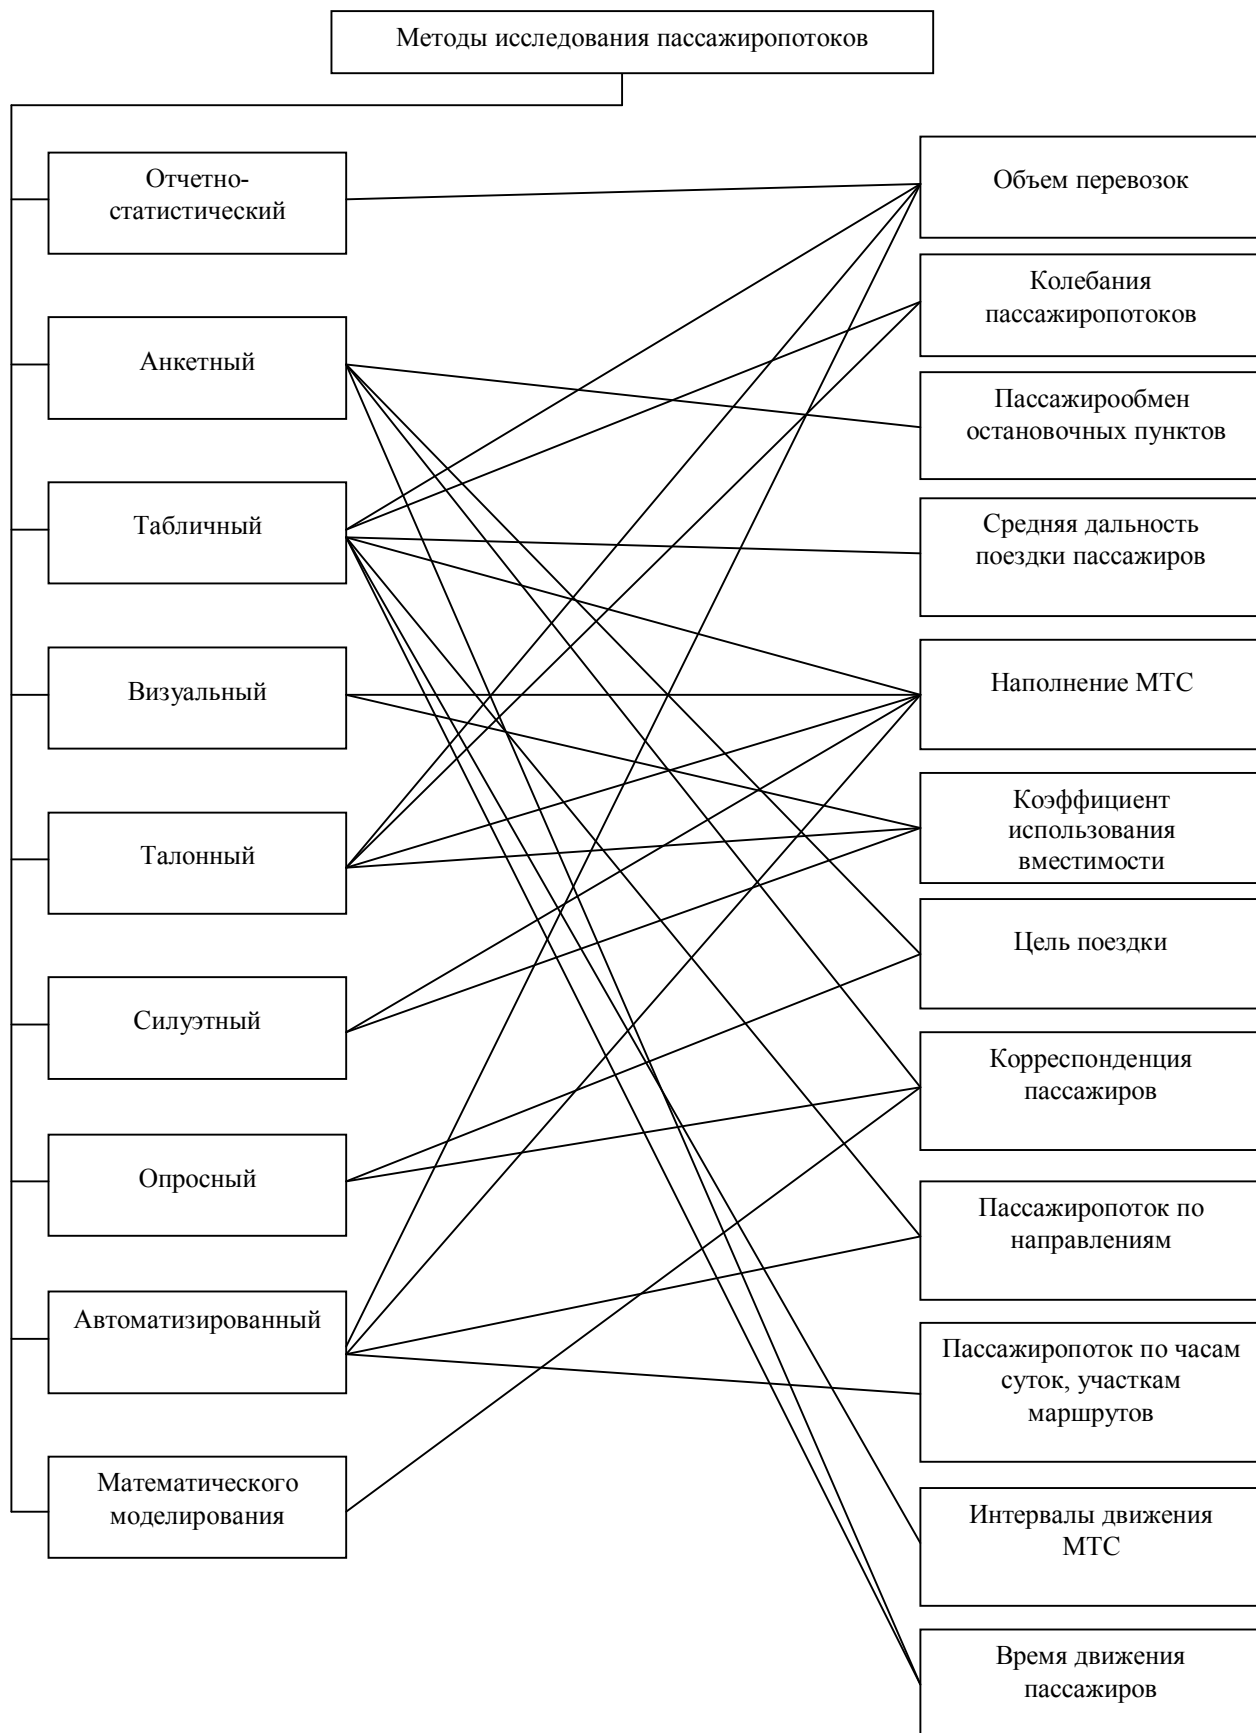 Методы исследования пассажиропотоков
Отчетно-
статистический
Анкетный
Табличный
Визуальный
Талонный
Силуэтный
Опросный
Автоматизированный
Математического
моделирования
Объем перевозок
Колебания
пассажиропотоков
Пассажирообмен
остановочных пунктов
Средняя дальность
поездки пассажиров
Наполнение МТС
Коэффициент
использования
вместимости
Цель поездки
Корреспонденция
пассажиров
Пассажиропоток по
направлениям
Пассажиропоток по часам
суток, участкам
маршрутов
Интервалы движения
МТС
Время движения
пассажиров